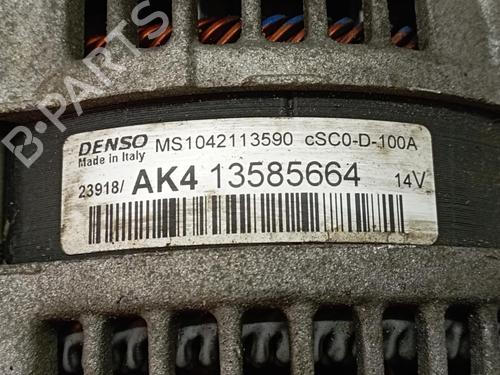 B-PARTS
DENSO MS1042113590 cSC0-D-100A
Made in Italy
23918/ AK4 13585664 14V